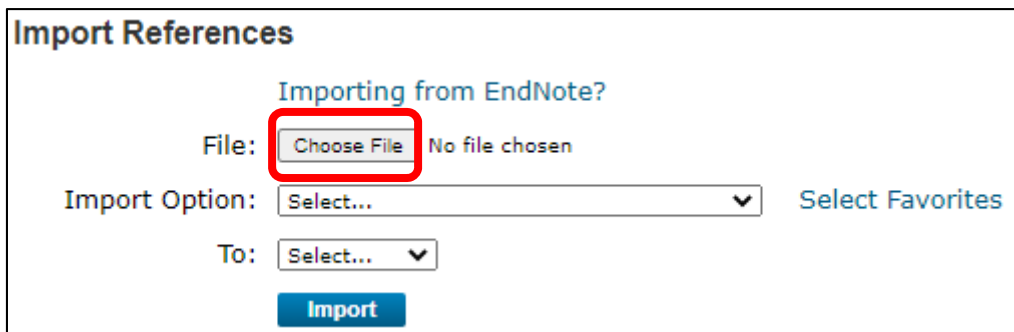 Import References
Importing from EndNote?
File: Choose File No file chosen
Import Option: Select... Select Favorites
To: Select...
Import